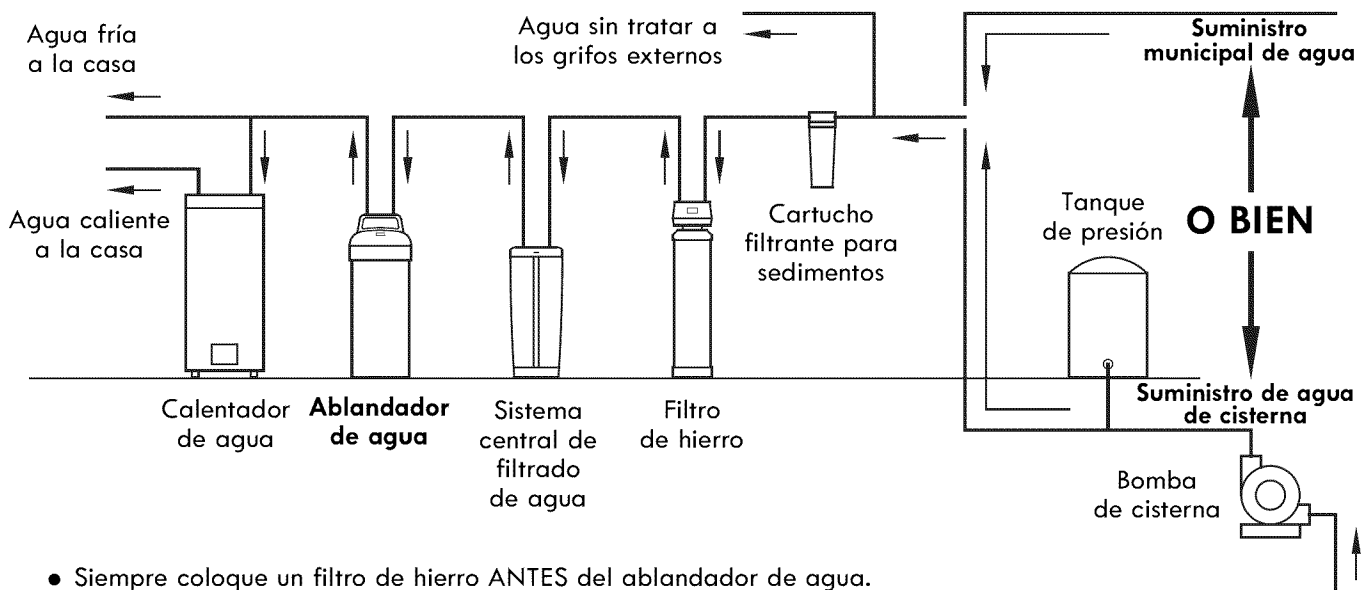 Agua fría
a la casa
Agua sin tratar a
los grifos externos
Suministro
municipal de agua
Agua caliente
a la casa
Cartucho
filtrante para
sedimentos
Tanque
de presión
O BIEN
Calentador
de agua
Ablandador
de agua
Sistema
central de
filtrado
de agua
Filtro
de hierro
Suministro de agua
de cisterna
Bomba
de cisterna
● Siempre coloque un filtro de hierro ANTES del ablandador de agua.